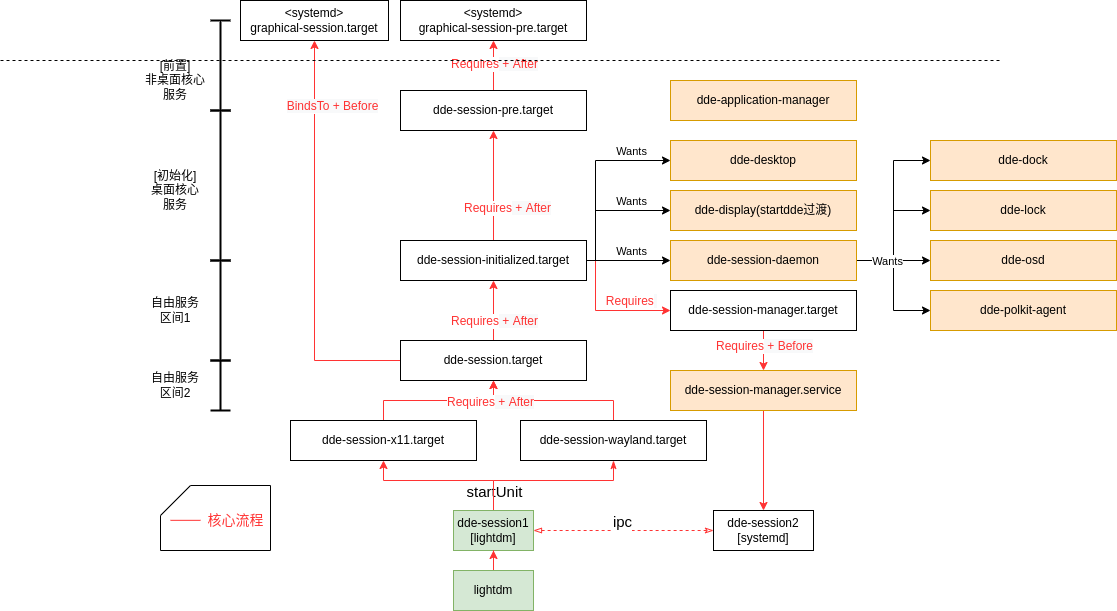 <systemd>
graphical-session.target
<systemd>
graphical-session-pre.target
[前置]
非桌面核心
服务
Requires + After
BindsTo + Before
dde-session-pre.target
dde-application-manager
Wants
dde-desktop
dde-dock
[初始化]
桌面核心
服务
Requires + After
Wants
dde-display(startdde过渡)
dde-lock
dde-session-initialized.target
Wants
dde-session-daemon
Wants
dde-osd
自由服务
区间1
Requires + After
Requires
dde-session-manager.target
dde-polkit-agent
Requires + Before
dde-session.target
自由服务
区间2
Requires + After
dde-session-manager.service
dde-session-x11.target
dde-session-wayland.target
startUnit
核心流程
dde-session1
[lightdm]
ipc
dde-session2
[systemd]
lightdm